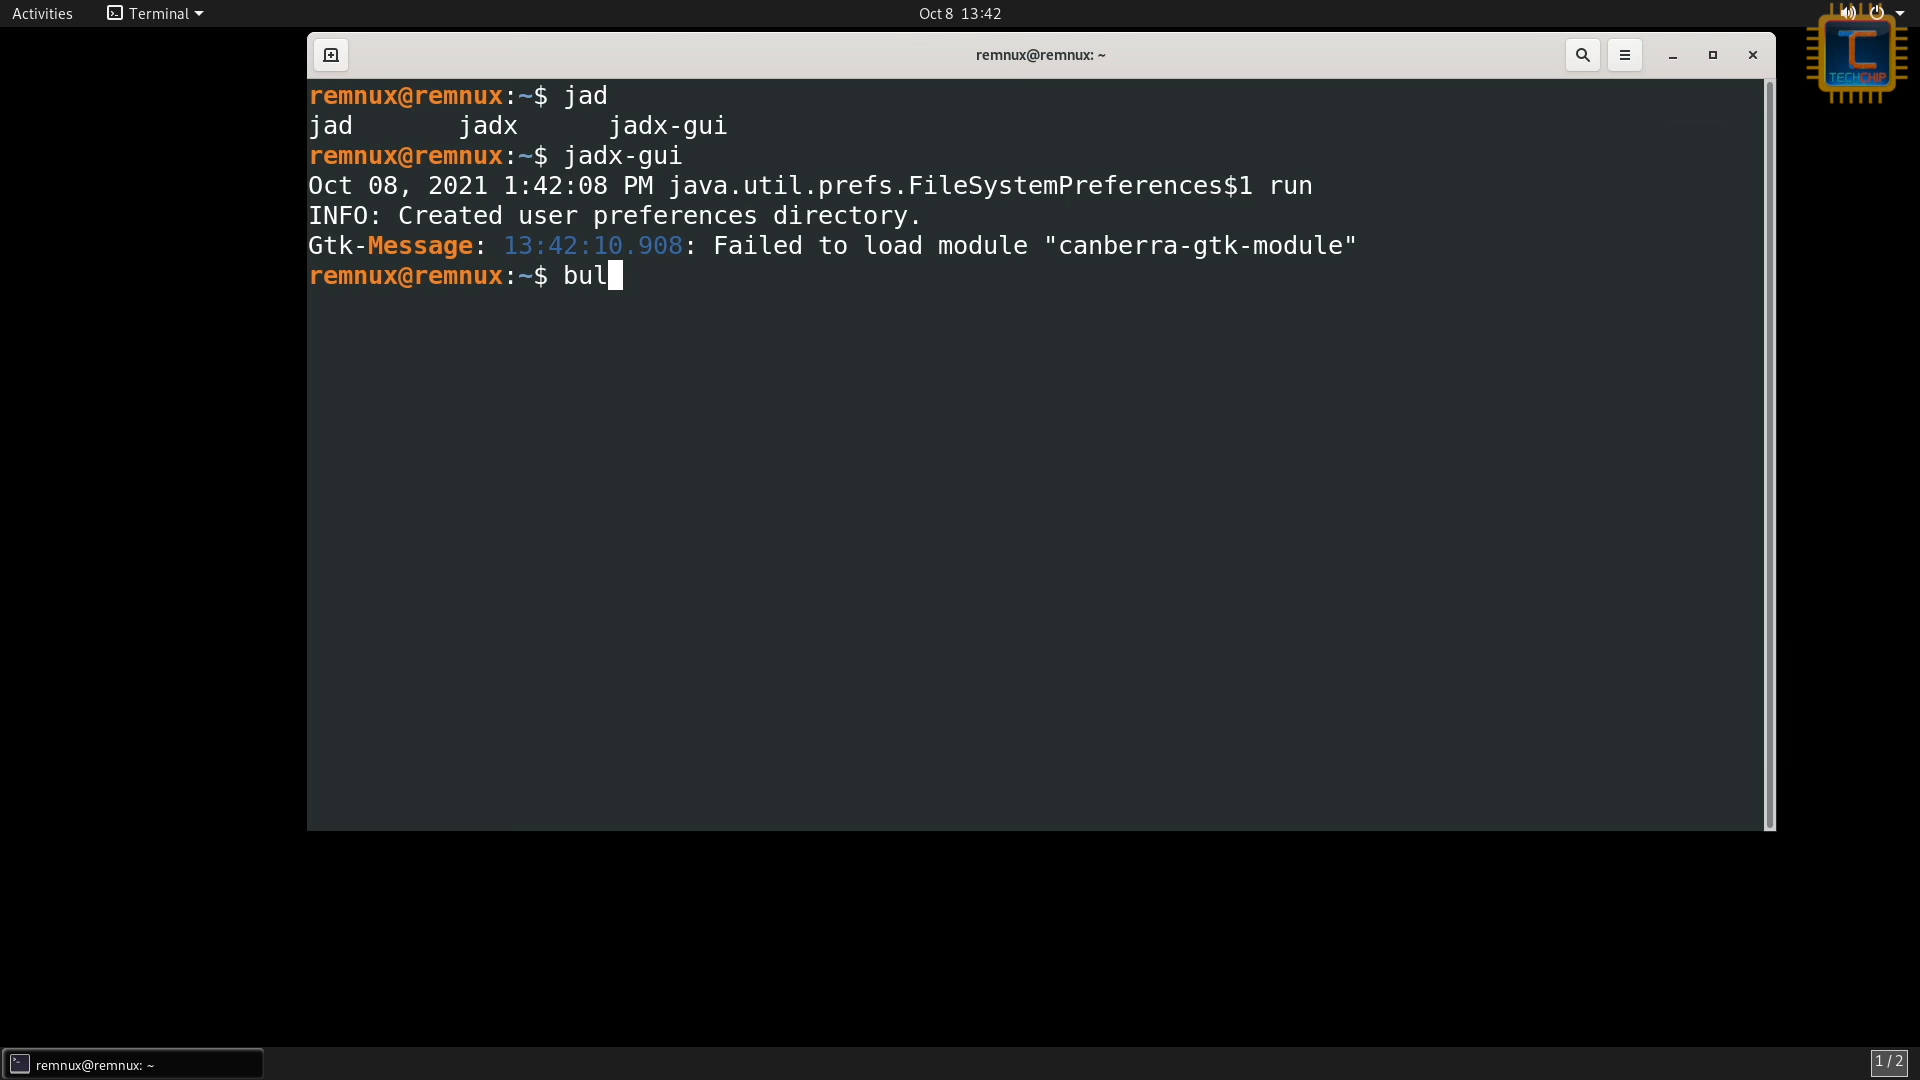 Activities
Terminal
Oct 8 13:42
TECHCHIP
remnux@remnux: ~
remnux@remnux:~$ jad
jad jadx jadx-gui
remnux@remnux:~$ jadx-gui
Oct 08, 2021 1:42:08 PM java.util.prefs.FileSystemPreferences$1 run
INFO: Created user preferences directory.
Gtk-Message: 13:42:10.908: Failed to load module "canberra-gtk-module"
remnux@remnux:~$ bul
remnux@remnux: ~
1 / 2